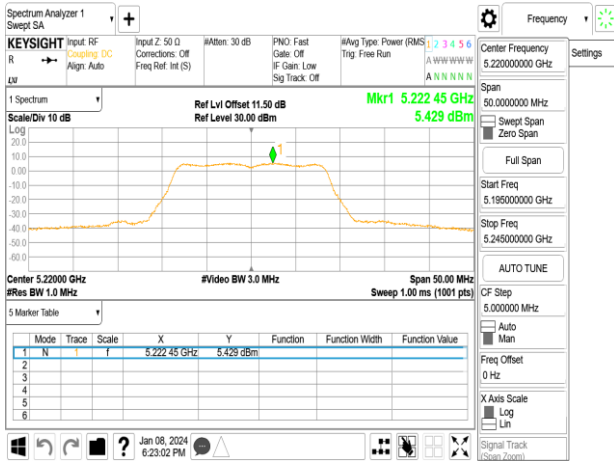 Spectrum Analyzer 1
Swept SA
+
Frequency
KEYSIGHT
Input: RF
Input Z: 50 Ω
#Atten: 30 dB
PNO: Fast
#Avg Type: Power (RMS
1 2 3 4 5 6
R
Coupling: DC
Corrections: Off
Gate: Off
Trig: Free Run
A W W W W W
Align: Auto
Freq Ref: Int (S)
IF Gain: Low
Sig Track: Off
A N N N N N
LXI
Center Frequency
5.220000000 GHz
Settings
Span
50.0000000 MHz
Swept Span
Zero Span
Full Span
Start Freq
5.195000000 GHz
Stop Freq
5.245000000 GHz
AUTO TUNE
CF Step
5.000000 MHz
Auto
Man
Freq Offset
0 Hz
X Axis Scale
Log
Lin
Signal Track
(Span Zoom)
1 Spectrum
Ref Lvl Offset 11.50 dB
Mkr1 5.222 45 GHz
Scale/Div 10 dB
Ref Level 30.00 dBm
5.429 dBm
Log
20.0
10.0
0.00
-10.0
-20.0
-30.0
-40.0
-50.0
-60.0
1
Center 5.22000 GHz
#Video BW 3.0 MHz
Span 50.00 MHz
#Res BW 1.0 MHz
Sweep 1.00 ms (1001 pts)
5 Marker Table
Mode Trace Scale X Y Function Function Width Function Value
1 N 1 f 5.222 45 GHz 5.429 dBm
2
3
4
5
6
?
Jan 08, 2024
6:23:02 PM